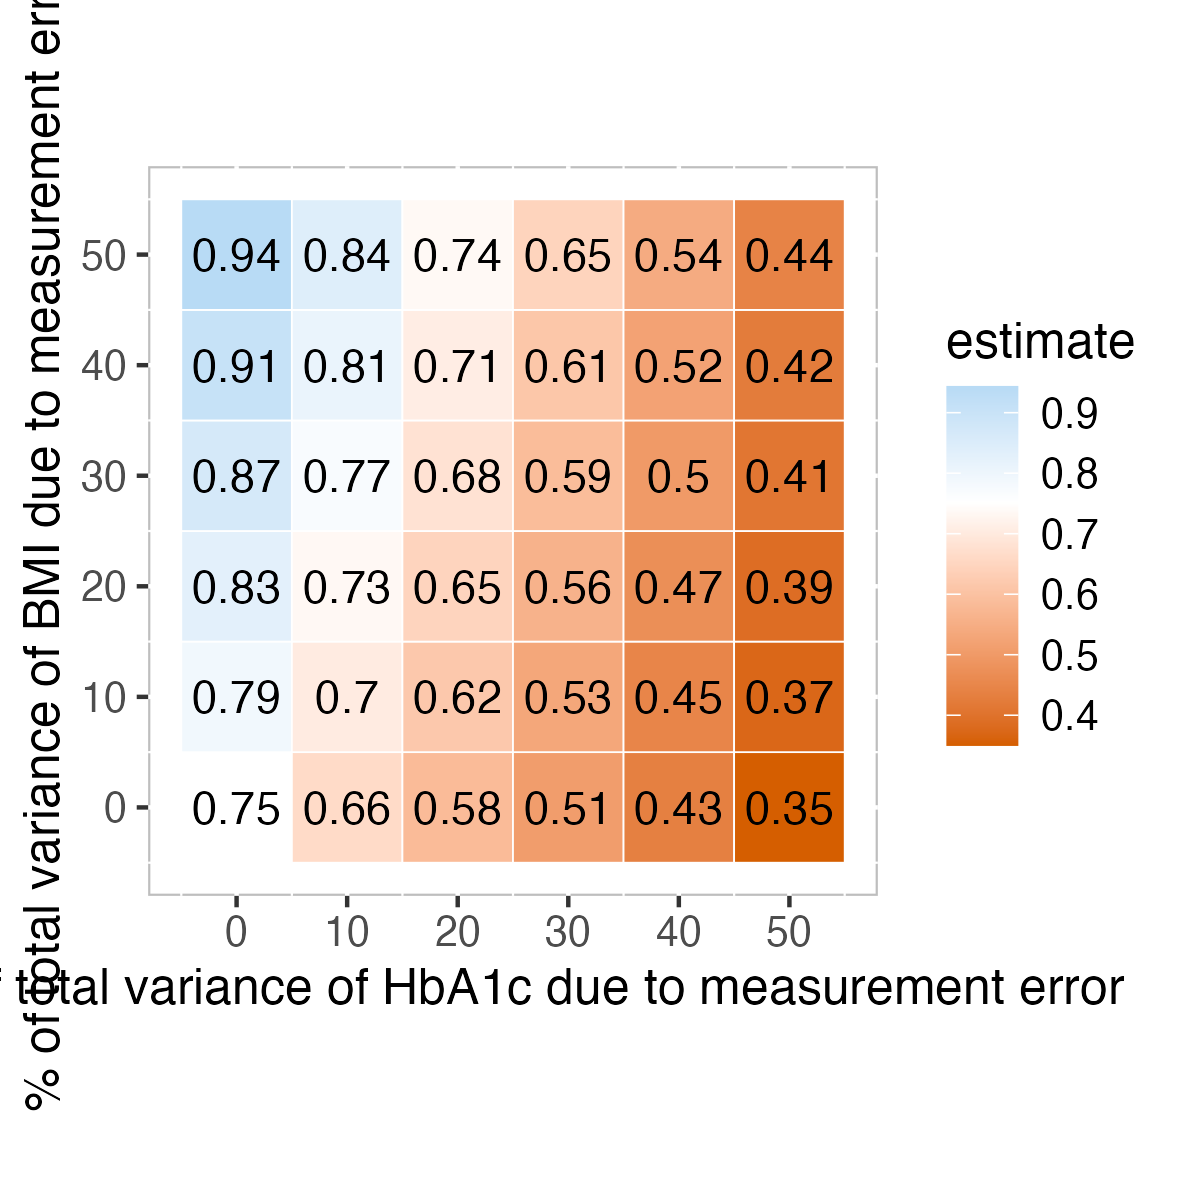 % of total variance of BMI due to measurement
50
40
30
20
10
0
0.94 0.84 0.74 0.65 0.54 0.44
0.91 0.81 0.71 0.61 0.52 0.42
0.87 0.77 0.68 0.59 0.5 0.41
0.83 0.73 0.65 0.56 0.47 0.39
0.79 0.7 0.62 0.53 0.45 0.37
0.75 0.66 0.58 0.51 0.43 0.35
0 10 20 30 40 50
total variance of HbA1c due to measurement error
estimate
0.9
0.8
0.7
0.6
0.5
0.4